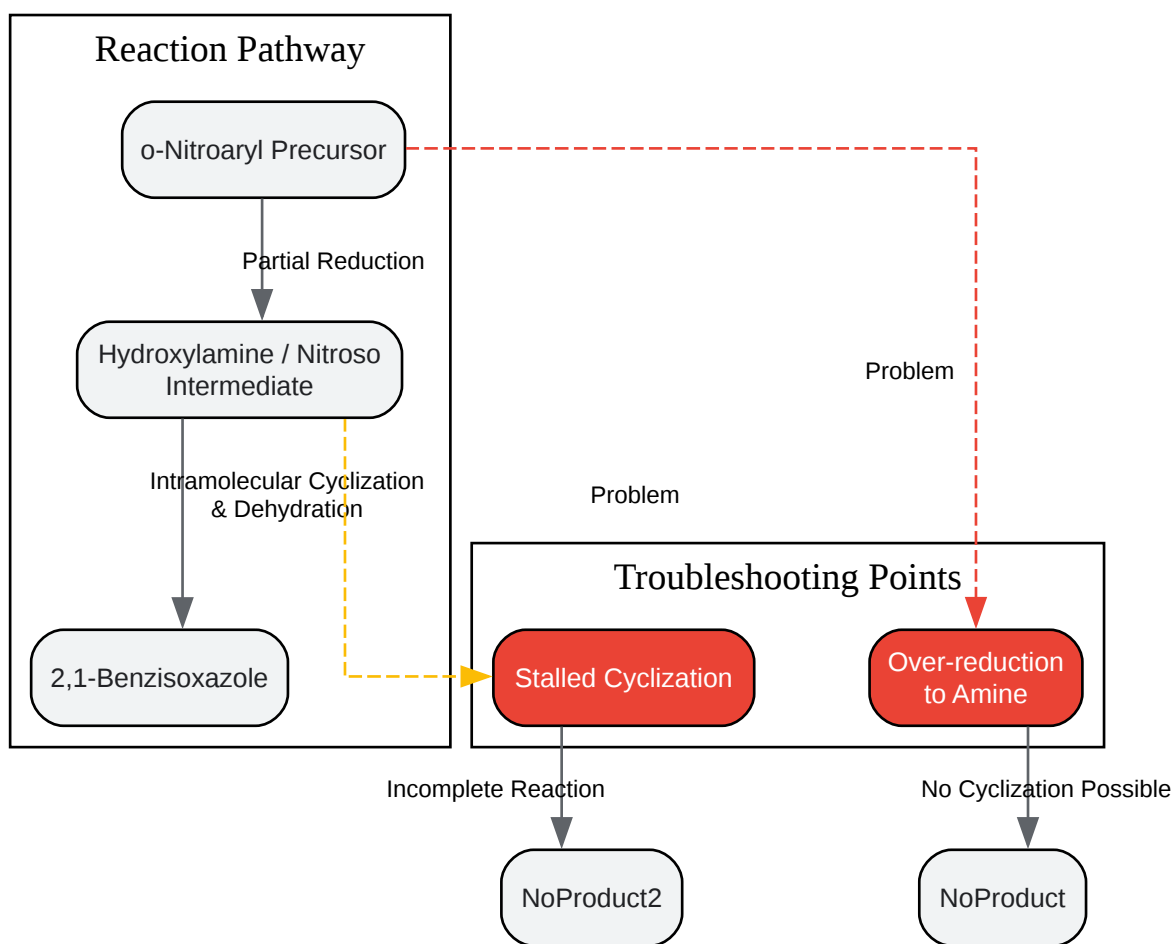 Reaction Pathway
o-Nitroaryl Precursor
Partial Reduction
Hydroxylamine / Nitroso
Intermediate
Problem
Intramolecular Cyclization
& Dehydration
Problem
Troubleshooting Points
2,1-Benzisoxazole
Stalled Cyclization
Over-reduction
to Amine
Incomplete Reaction
No Cyclization Possible
NoProduct2
NoProduct